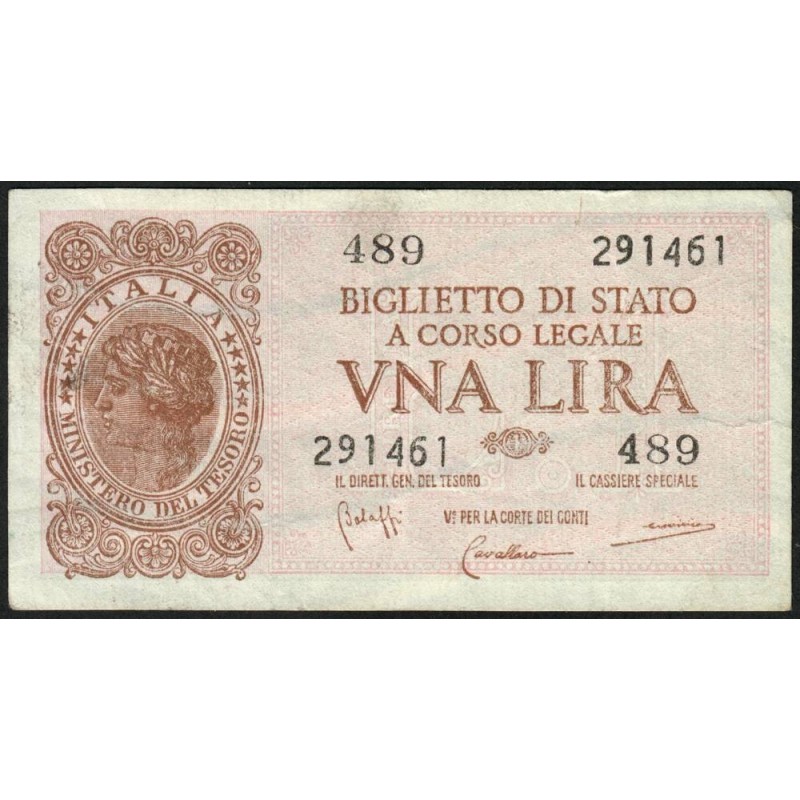 489 291461
ITALIA
BIGLIETTO DI STATO
A CORSO LEGALE
VNA LIRA
MINISTERO DEL TESORO
291461 489
IL DIRETT. GEN. DEL TESORO IL CASSIERE SPECIALE
Bolaffi Vº PER LA CORTE DEI CONTI
Cavallaro